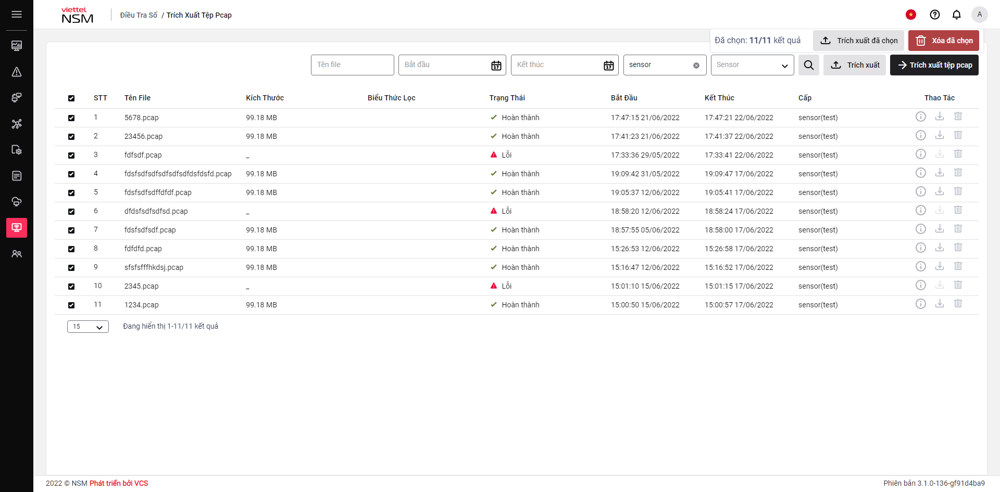 viettel
NSM
Điều Tra Số / Trích Xuất Tệp Pcap
A
Đã chọn: 11/11 kết quả
Trích xuất đã chọn
Xóa đã chọn
Tên file
Bắt đầu
17
Kết thúc
17
sensor
Sensor
Trích xuất
Trích xuất tệp pcap
STT Tên File Kích Thước Biểu Thức Lọc Trạng Thái Bắt Đầu Kết Thúc Cấp Thao Tác
1 5678.pcap 99.18 MB Hoàn thành 17:47:15 21/06/2022 17:47:21 22/06/2022 sensor(test)
2 23456.pcap 99.18 MB Hoàn thành 17:41:23 21/06/2022 17:41:37 22/06/2022 sensor(test)
3 fdfsdf.pcap _ Lỗi 17:33:36 29/05/2022 17:33:41 22/06/2022 sensor(test)
4 fdsfsdfsdfsdfsdfsdfdsfdsfd.pcap 99.18 MB Hoàn thành 19:09:42 31/05/2022 19:09:47 17/06/2022 sensor(test)
5 fdsfsdfsdffdfdf.pcap 99.18 MB Hoàn thành 19:05:37 12/06/2022 19:05:41 17/06/2022 sensor(test)
6 dfdsfsdfsdfsd.pcap _ Lỗi 18:58:20 12/06/2022 18:58:24 17/06/2022 sensor(test)
7 fdsfsdfsdf.pcap 99.18 MB Hoàn thành 18:57:55 05/06/2022 18:58:00 17/06/2022 sensor(test)
8 fdfdfd.pcap 99.18 MB Hoàn thành 15:26:53 12/06/2022 15:26:58 17/06/2022 sensor(test)
9 sfsfsfffhkdsj.pcap 99.18 MB Hoàn thành 15:16:47 12/06/2022 15:16:52 17/06/2022 sensor(test)
10 2345.pcap _ Lỗi 15:01:10 15/06/2022 15:01:15 17/06/2022 sensor(test)
11 1234.pcap 99.18 MB Hoàn thành 15:00:50 15/06/2022 15:00:57 17/06/2022 sensor(test)
15 Đang hiển thị 1-11/11 kết quả
2022 © NSM Phát triển bởi VCS
Phiên bản 3.1.0-136-gf91d4ba9